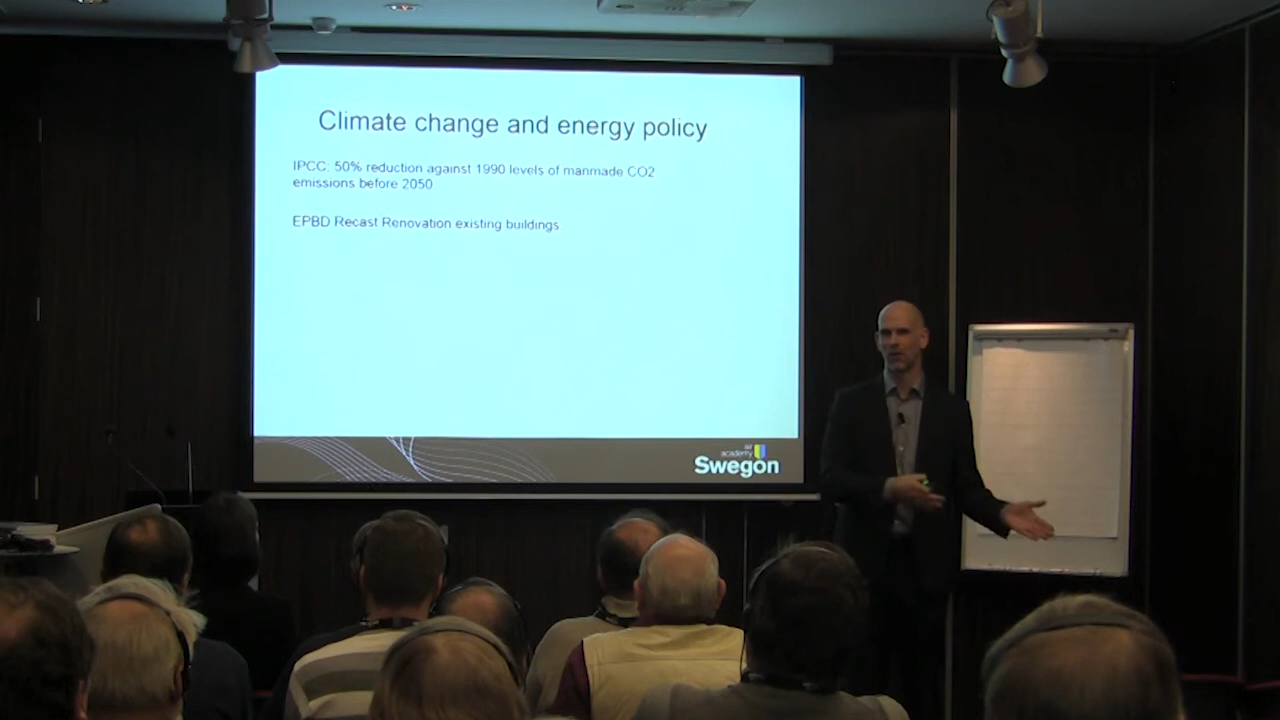 Climate change and energy policy
IPCC: 50% reduction against 1990 levels of manmade CO2
emissions before 2050
EPBD Recast Renovation existing buildings
air
academy
Swegon